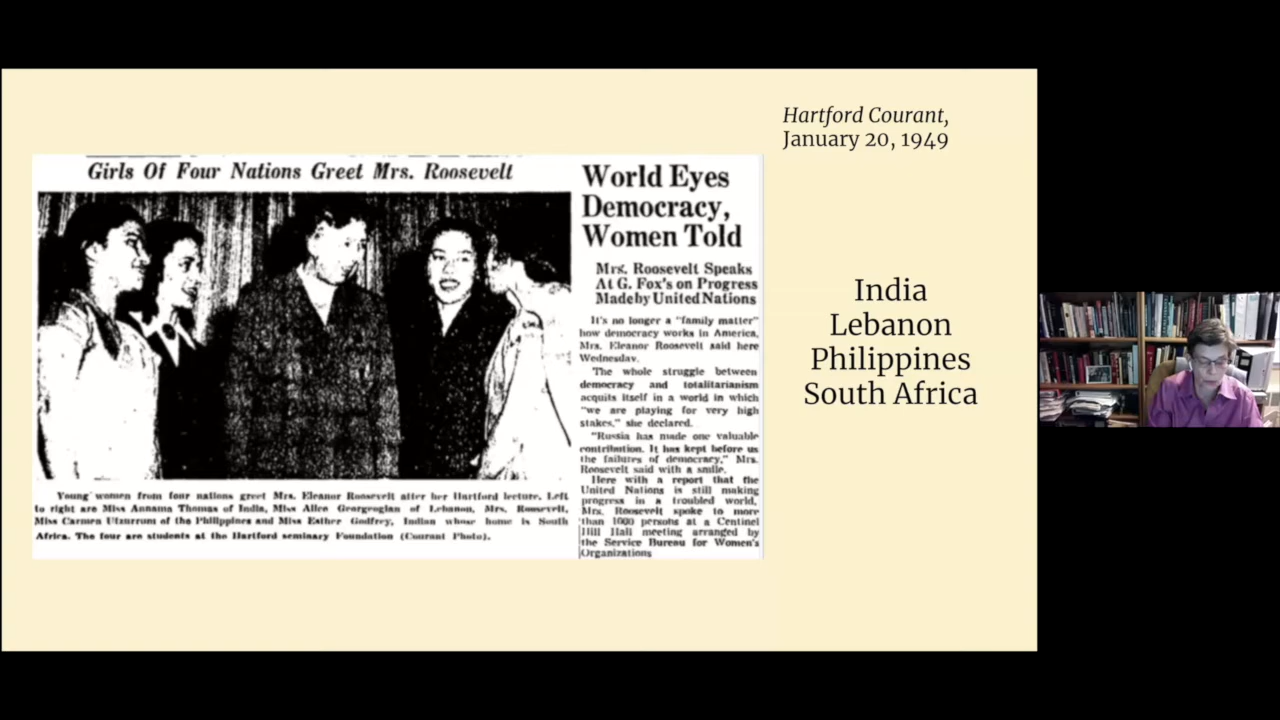 Hartford Courant,
January 20, 1949
Girls Of Four Nations Greet Mrs. Roosevelt
Young women from four nations greet Mrs. Eleanor Roosevelt after her Hartford lecture. Left
to right are Miss Annama Thomas of India, Miss Alice Georgeogian of Lebanon, Mrs. Roosevelt,
Miss Carmen Utzurrum of the Philippines and Miss Esther Godfrey, Indian whose home is South
Africa. The four are students at the Hartford seminary Foundation (Courant Photo).
World Eyes
Democracy,
Women Told
Mrs. Roosevelt Speaks
At G. Fox's on Progress
Made by United Nations
It's no longer a "family matter"
how democracy works in America,
Mrs. Eleanor Roosevelt said here
Wednesday.
The whole struggle between
democracy and totalitarianism
acquits itself in a world in which
"we are playing for very high
stakes," she declared.
"Russia has made one valuable
contribution. It has kept before us
the failures of democracy," Mrs.
Roosevelt said with a smile.
Here with a report that the
United Nations is still making
progress in a troubled world,
Mrs. Roosevelt spoke to more
than 1000 persons at a Centinel
Hill Hall meeting arranged by
the Service Bureau for Women's
Organizations
India
Lebanon
Philippines
South Africa